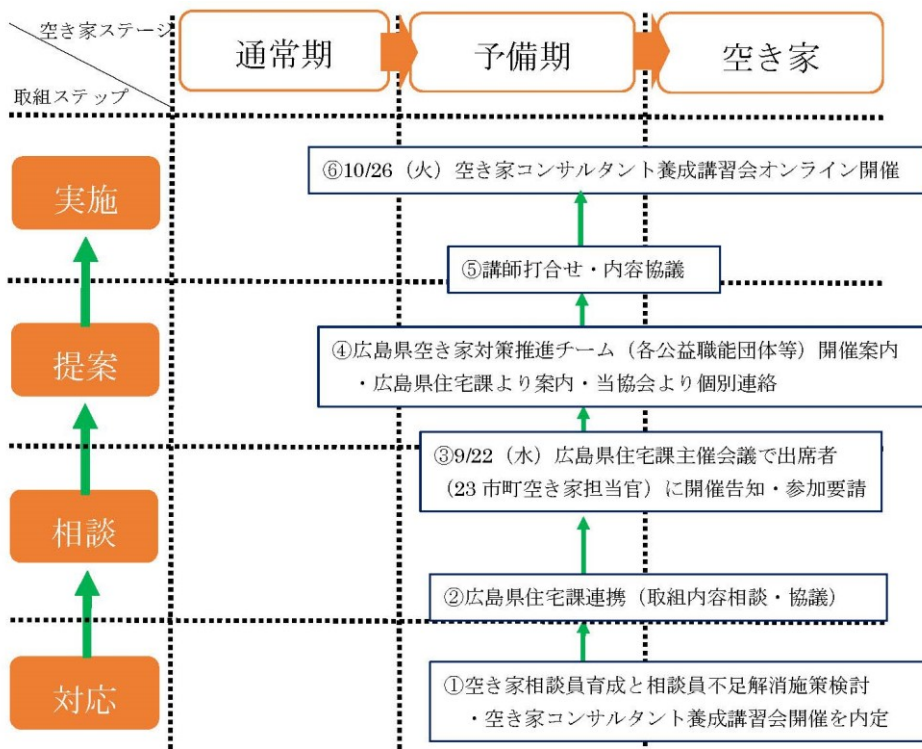 空き家ステージ
取組ステップ
通常期
予備期
空き家
実施
提案
相談
対応
⑥10/26（火）空き家コンサルタント養成講習会オンライン開催
⑤講師打合せ・内容協議
④広島県空き家対策推進チーム（各公益職能団体等）開催案内
・広島県住宅課より案内・当協会より個別連絡
③9/22（水）広島県住宅課主催会議で出席者
（23 市町空き家担当官）に開催告知・参加要請
②広島県住宅課連携（取組内容相談・協議）
①空き家相談員育成と相談員不足解消施策検討
・空き家コンサルタント養成講習会開催を内定